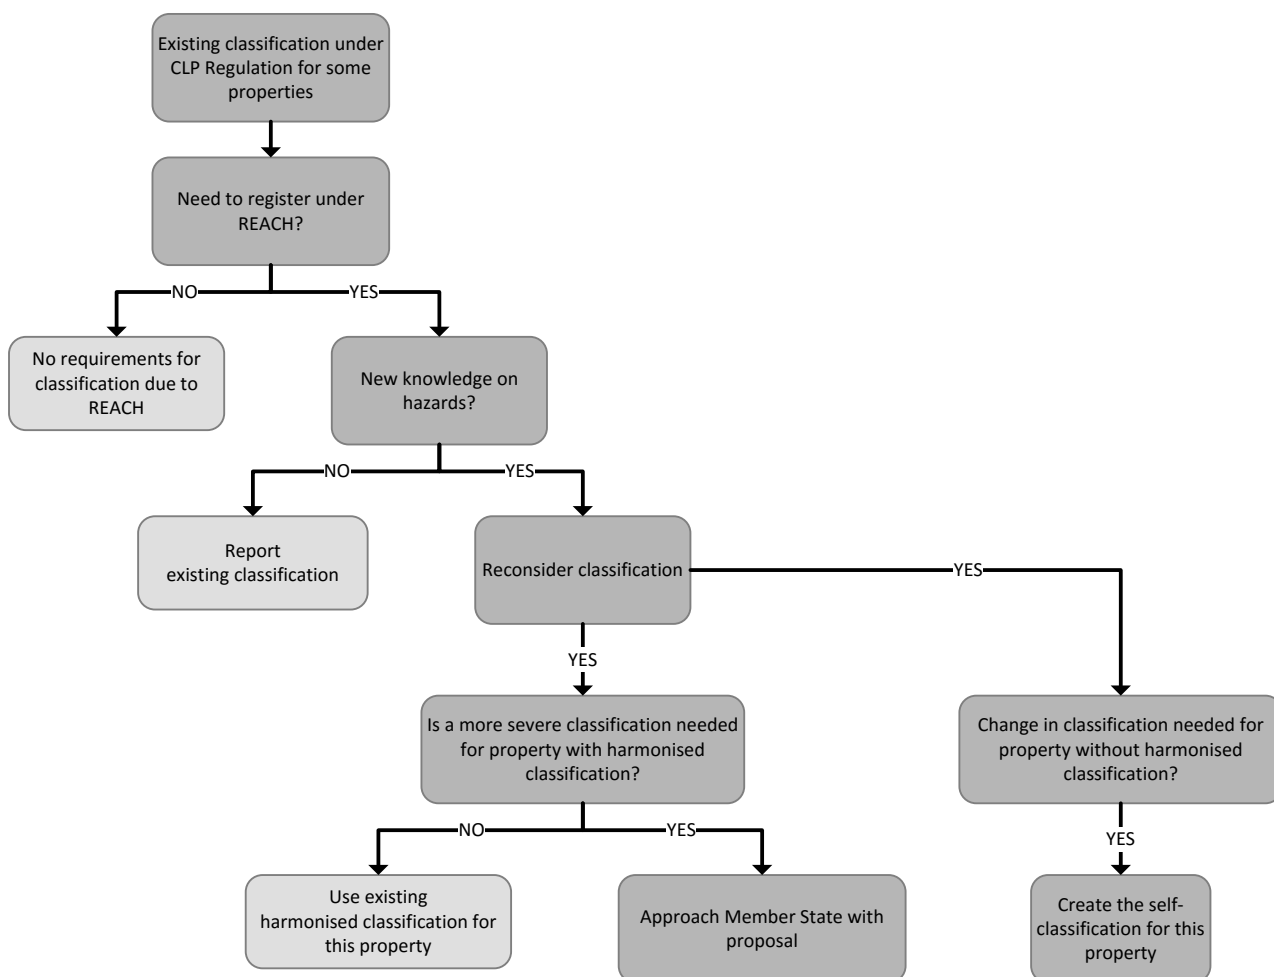 Existing classification under
CLP Regulation for some
properties
Need to register under
REACH?
NO
YES
No requirements for
classification due to
REACH
New knowledge on
hazards?
NO
YES
Report
existing classification
Reconsider classification
YES
YES
Is a more severe classification needed
for property with harmonised
classification?
Change in classification needed for
property without harmonised
classification?
NO
YES
YES
Use existing
harmonised classification for
this property
Approach Member State with
proposal
Create the self-
classification for this
property